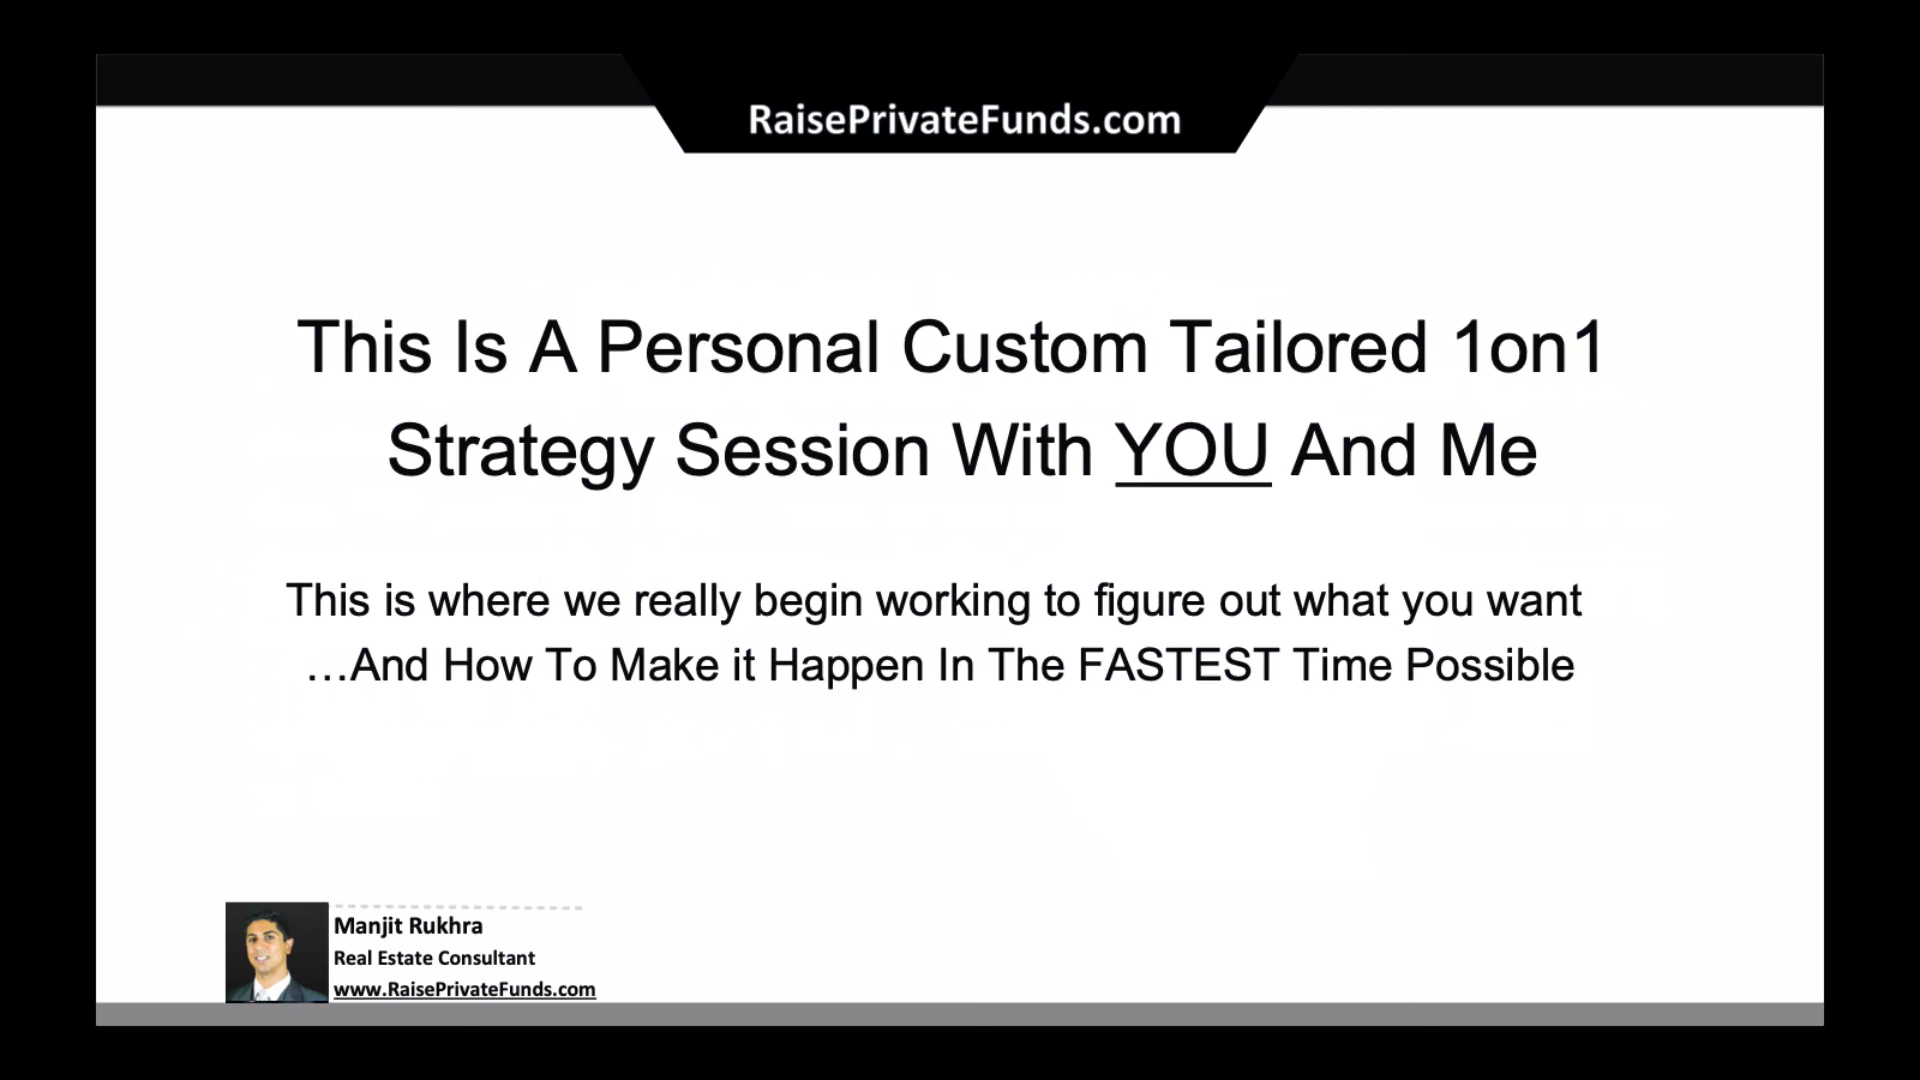 RaisePrivateFunds.com
This Is A Personal Custom Tailored 1on1
Strategy Session With YOU And Me
This is where we really begin working to figure out what you want
…And How To Make it Happen In The FASTEST Time Possible
Manjit Rukhra
Real Estate Consultant
www.RaisePrivateFunds.com